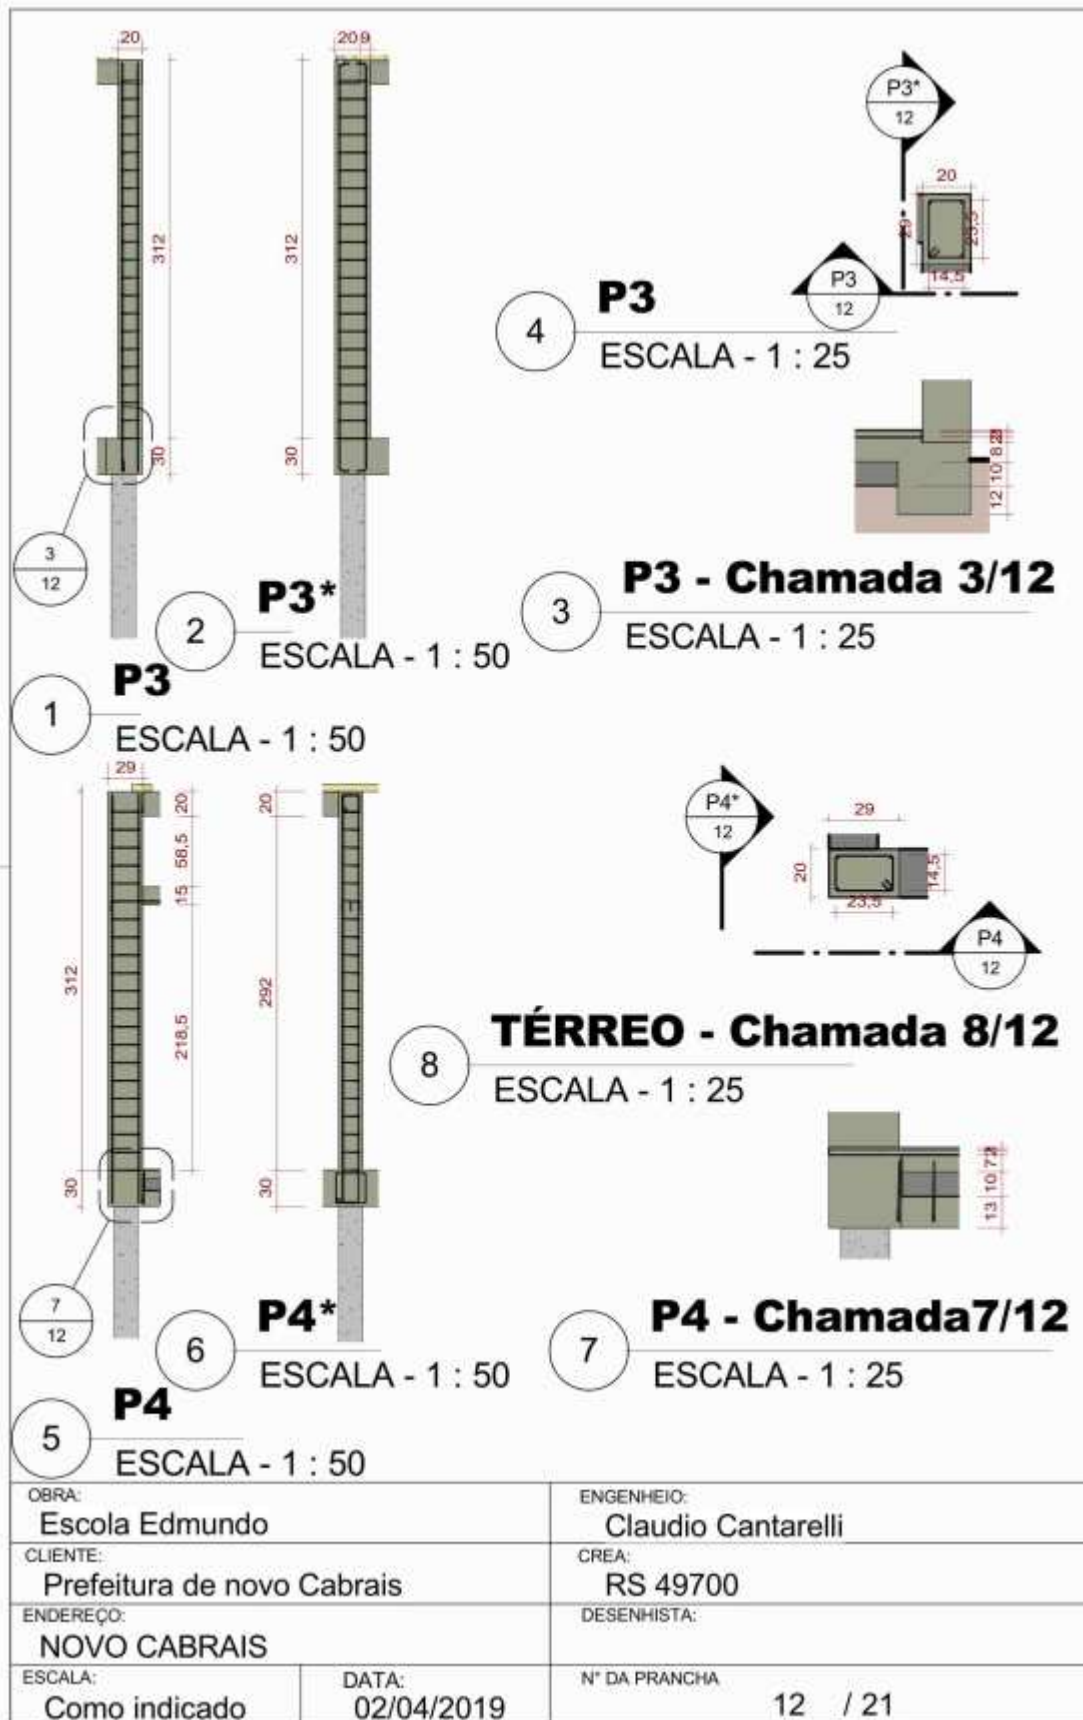 20
312
30
3
12
1
P3
ESCALA - 1 : 50
20 9
312
30
2
P3*
ESCALA - 1 : 50
P3*
12
20
29
23,5
14,5
P3
12
4
P3
ESCALA - 1 : 25
8
10
12
3
P3 - Chamada 3/12
ESCALA - 1 : 25
29
20
58,5
15
312
218,5
30
7
12
5
P4
ESCALA - 1 : 50
20
292
30
6
P4*
ESCALA - 1 : 50
P4*
12
29
20
14,5
23,5
P4
12
8
TÉRREO - Chamada 8/12
ESCALA - 1 : 25
7
10
13
7
P4 - Chamada7/12
ESCALA - 1 : 25
OBRA:
Escola Edmundo
ENGENHEIO:
Claudio Cantarelli
CLIENTE:
Prefeitura de novo Cabrais
CREA:
RS 49700
ENDEREÇO:
NOVO CABRAIS
DESENHISTA:
ESCALA:
Como indicado
DATA:
02/04/2019
N° DA PRANCHA
12 / 21